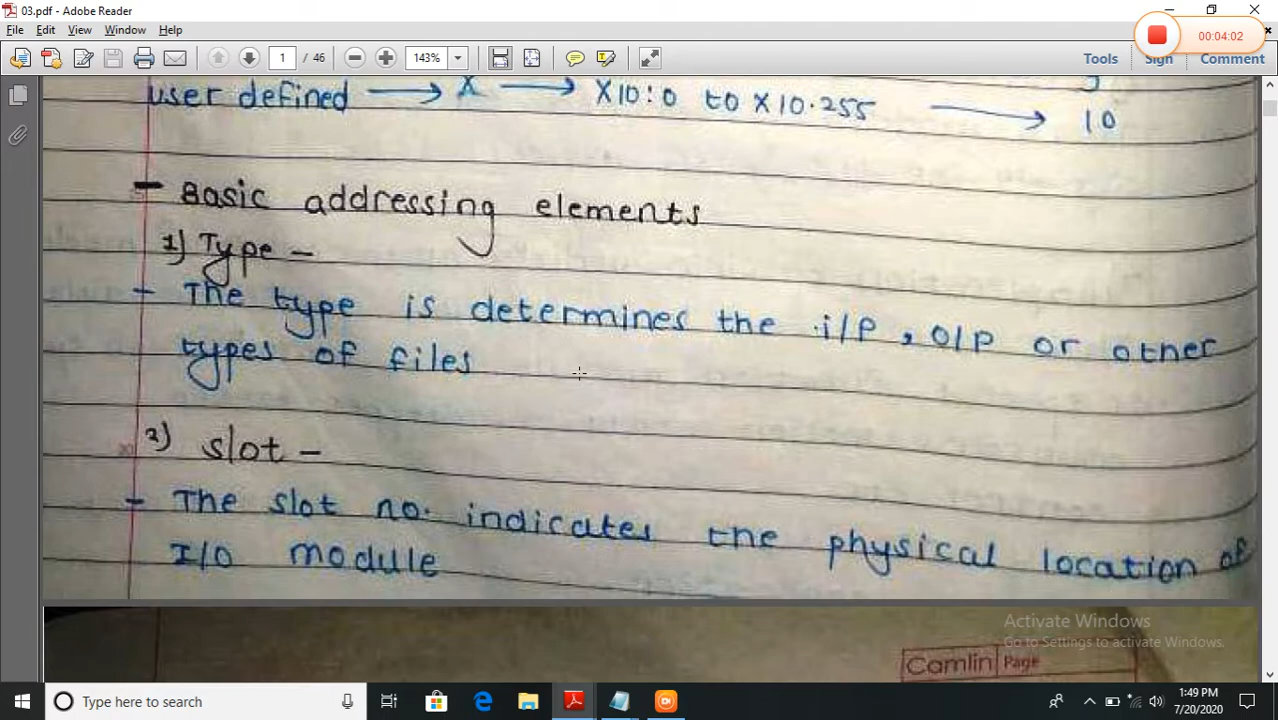 03.pdf - Adobe Reader
File Edit View Window Help
00:04:02
1 / 46 143% Tools Sign Comment
user defined → X → X10:0 to X10.255 → 10
- Basic addressing elements
1) Type -
- The type is determines the i/P, O/P or other
types of files
2) slot -
- The slot no. indicates the physical location of
I/O module
Activate Windows
Go to Settings to activate Windows.
Camlin Page
Type here to search
1:49 PM
7/20/2020